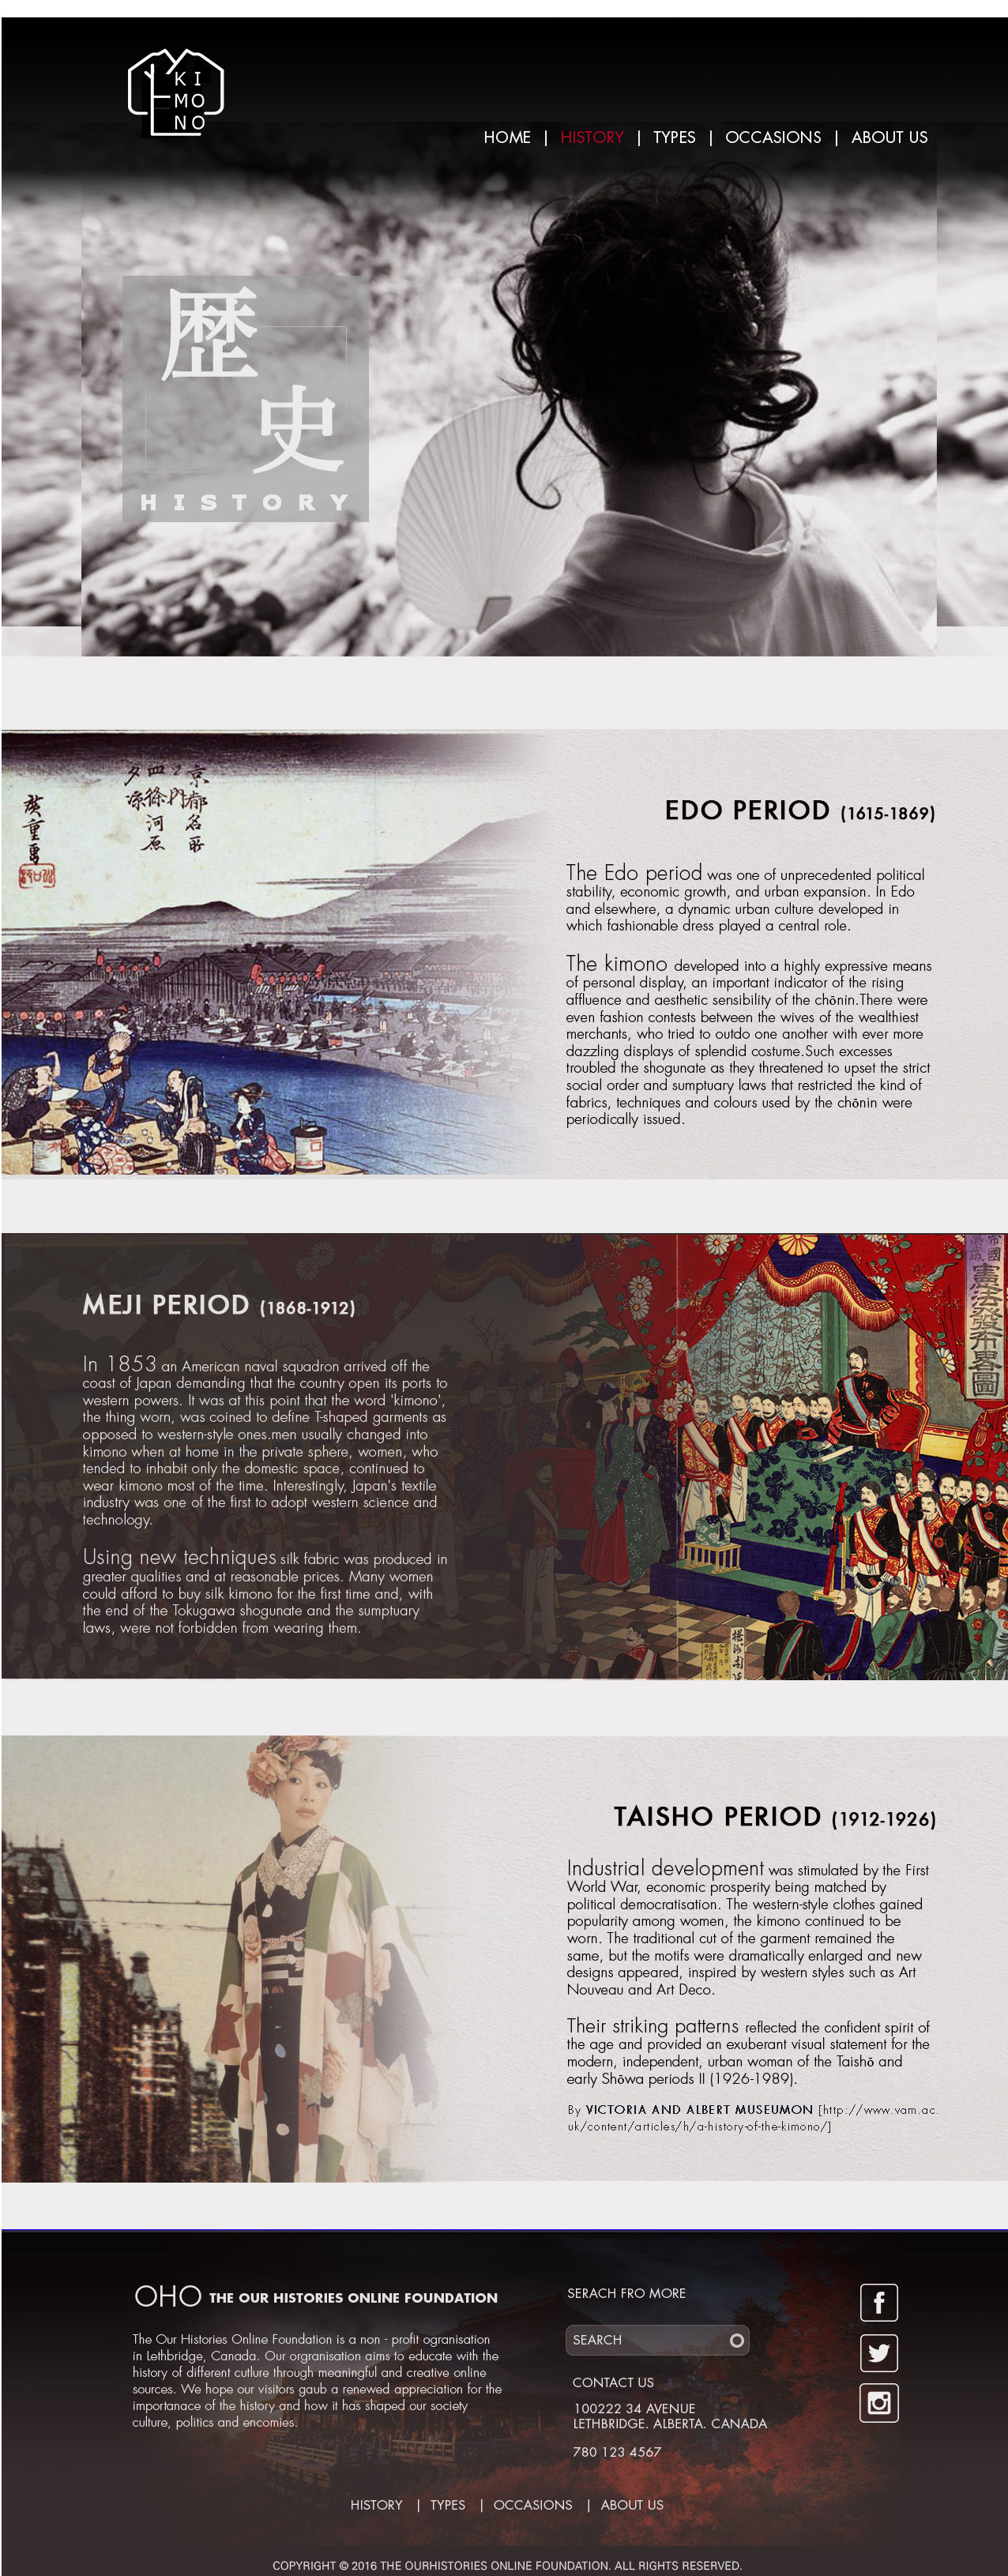 KI
MO
NO
HOME | HISTORY | TYPES | OCCASIONS | ABOUT US
歴
史
HISTORY
京都名所
之内
四條河原
夕涼
廣重画
EDO PERIOD (1615-1869)
The Edo period was one of unprecedented political
stability, economic growth, and urban expansion. In Edo
and elsewhere, a dynamic urban culture developed in
which fashionable dress played a central role.
The kimono developed into a highly expressive means
of personal display, an important indicator of the rising
affluence and aesthetic sensibility of the chōnin.There were
even fashion contests between the wives of the wealthiest
merchants, who tried to outdo one another with ever more
dazzling displays of splendid costume.Such excesses
troubled the shogunate as they threatened to upset the strict
social order and sumptuary laws that restricted the kind of
fabrics, techniques and colours used by the chōnin were
periodically issued.
帝國
憲法發布畧圖
MEJI PERIOD (1868-1912)
In 1853 an American naval squadron arrived off the
coast of Japan demanding that the country open its ports to
western powers. It was at this point that the word 'kimono',
the thing worn, was coined to define T-shaped garments as
opposed to western-style ones.men usually changed into
kimono when at home in the private sphere, women, who
tended to inhabit only the domestic space, continued to
wear kimono most of the time. Interestingly, Japan's textile
industry was one of the first to adopt western science and
technology.
Using new techniques silk fabric was produced in
greater qualities and at reasonable prices. Many women
could afford to buy silk kimono for the first time and, with
the end of the Tokugawa shogunate and the sumptuary
laws, were not forbidden from wearing them.
TAISHO PERIOD (1912-1926)
Industrial development was stimulated by the First
World War, economic prosperity being matched by
political democratisation. The western-style clothes gained
popularity among women, the kimono continued to be
worn. The traditional cut of the garment remained the
same, but the motifs were dramatically enlarged and new
designs appeared, inspired by western styles such as Art
Nouveau and Art Deco.
Their striking patterns reflected the confident spirit of
the age and provided an exuberant visual statement for the
modern, independent, urban woman of the Taishō and
early Shōwa periods II (1926-1989).
By VICTORIA AND ALBERT MUSEUMON [http://www.vam.ac.
uk/content/articles/h/a-history-of-the-kimono/]
OHO THE OUR HISTORIES ONLINE FOUNDATION
The Our Histories Online Foundation is a non - profit ogranisation
in Lethbridge, Canada. Our orgranisation aims to educate with the
history of different cutlure through meaningful and creative online
sources. We hope our visitors gaub a renewed appreciation for the
importanace of the history and how it has shaped our society
culture, politics and encomies.
SERACH FRO MORE
SEARCH
CONTACT US
100222 34 AVENUE
LETHBRIDGE. ALBERTA. CANADA
780 123 4567
HISTORY | TYPES | OCCASIONS | ABOUT US
COPYRIGHT © 2016 THE OURHISTORIES ONLINE FOUNDATION. ALL RIGHTS RESERVED.